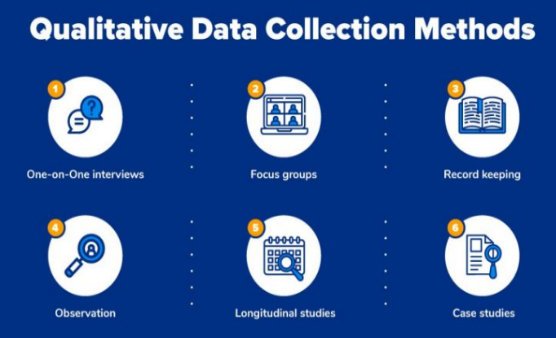 Qualitative Data Collection Methods
1
2
3
?
One-on-One interviews
Focus groups
Record keeping
4
5
6
Observation
Longitudinal studies
Case studies